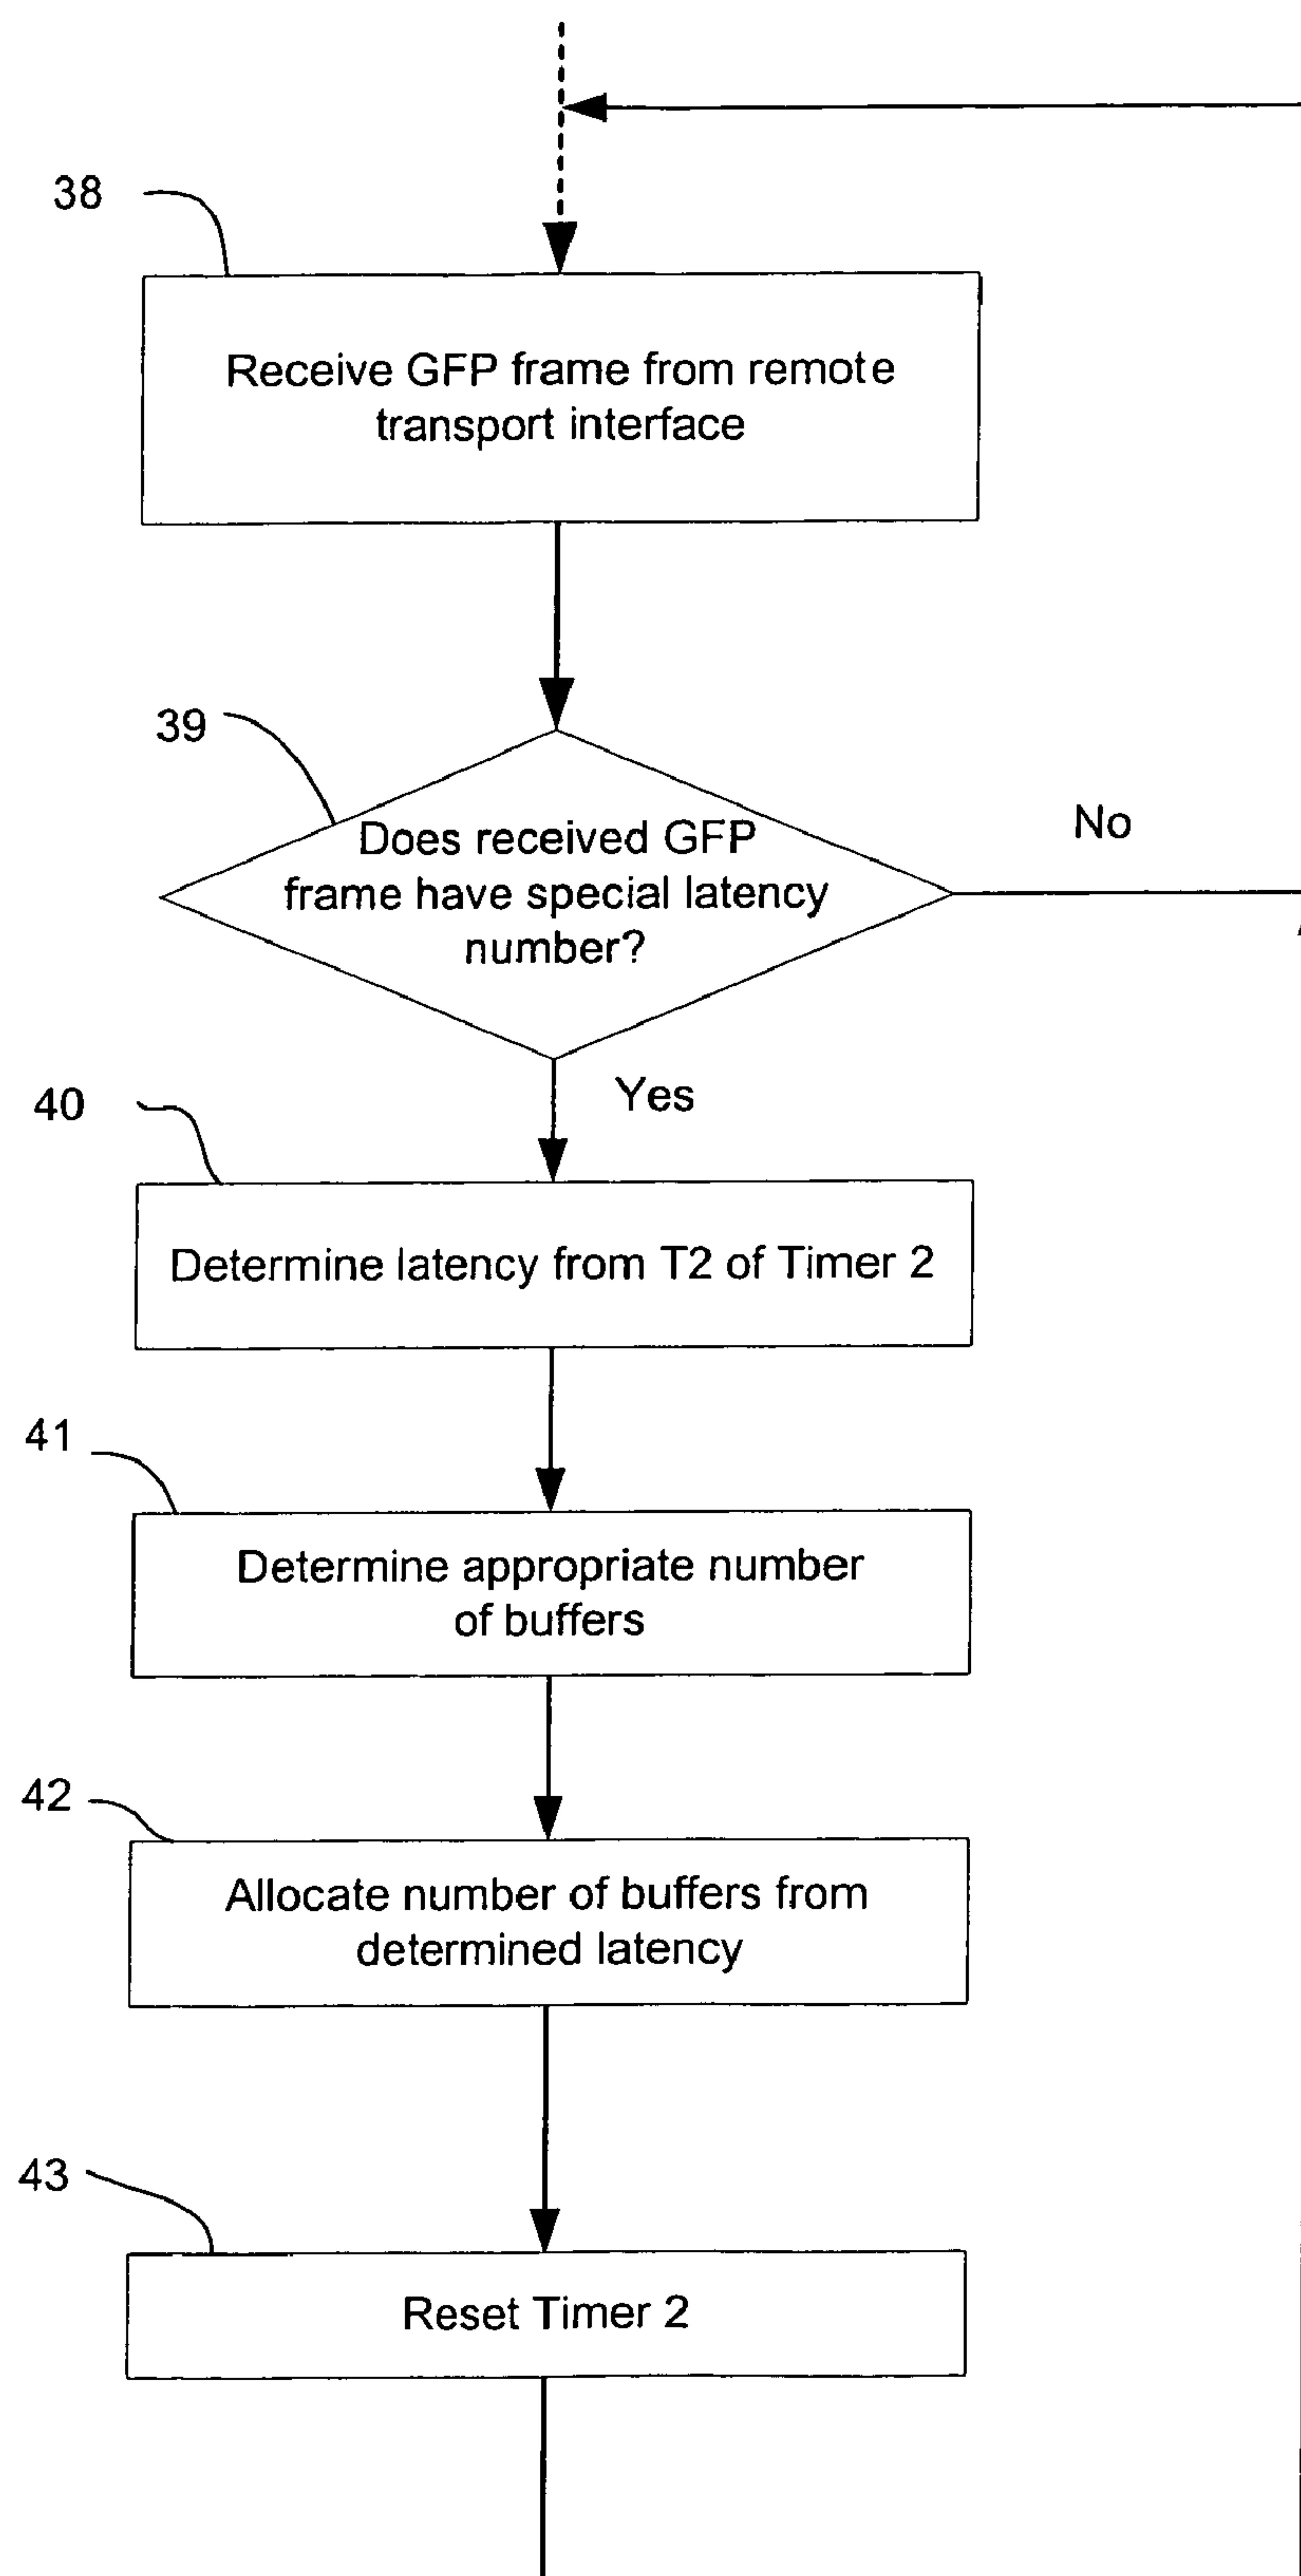 38
Receive GFP frame from remote
transport interface
39
Does received GFP
frame have special latency
number?
No
Yes
40
Determine latency from T2 of Timer 2
41
Determine appropriate number
of buffers
42
Allocate number of buffers from
determined latency
43
Reset Timer 2